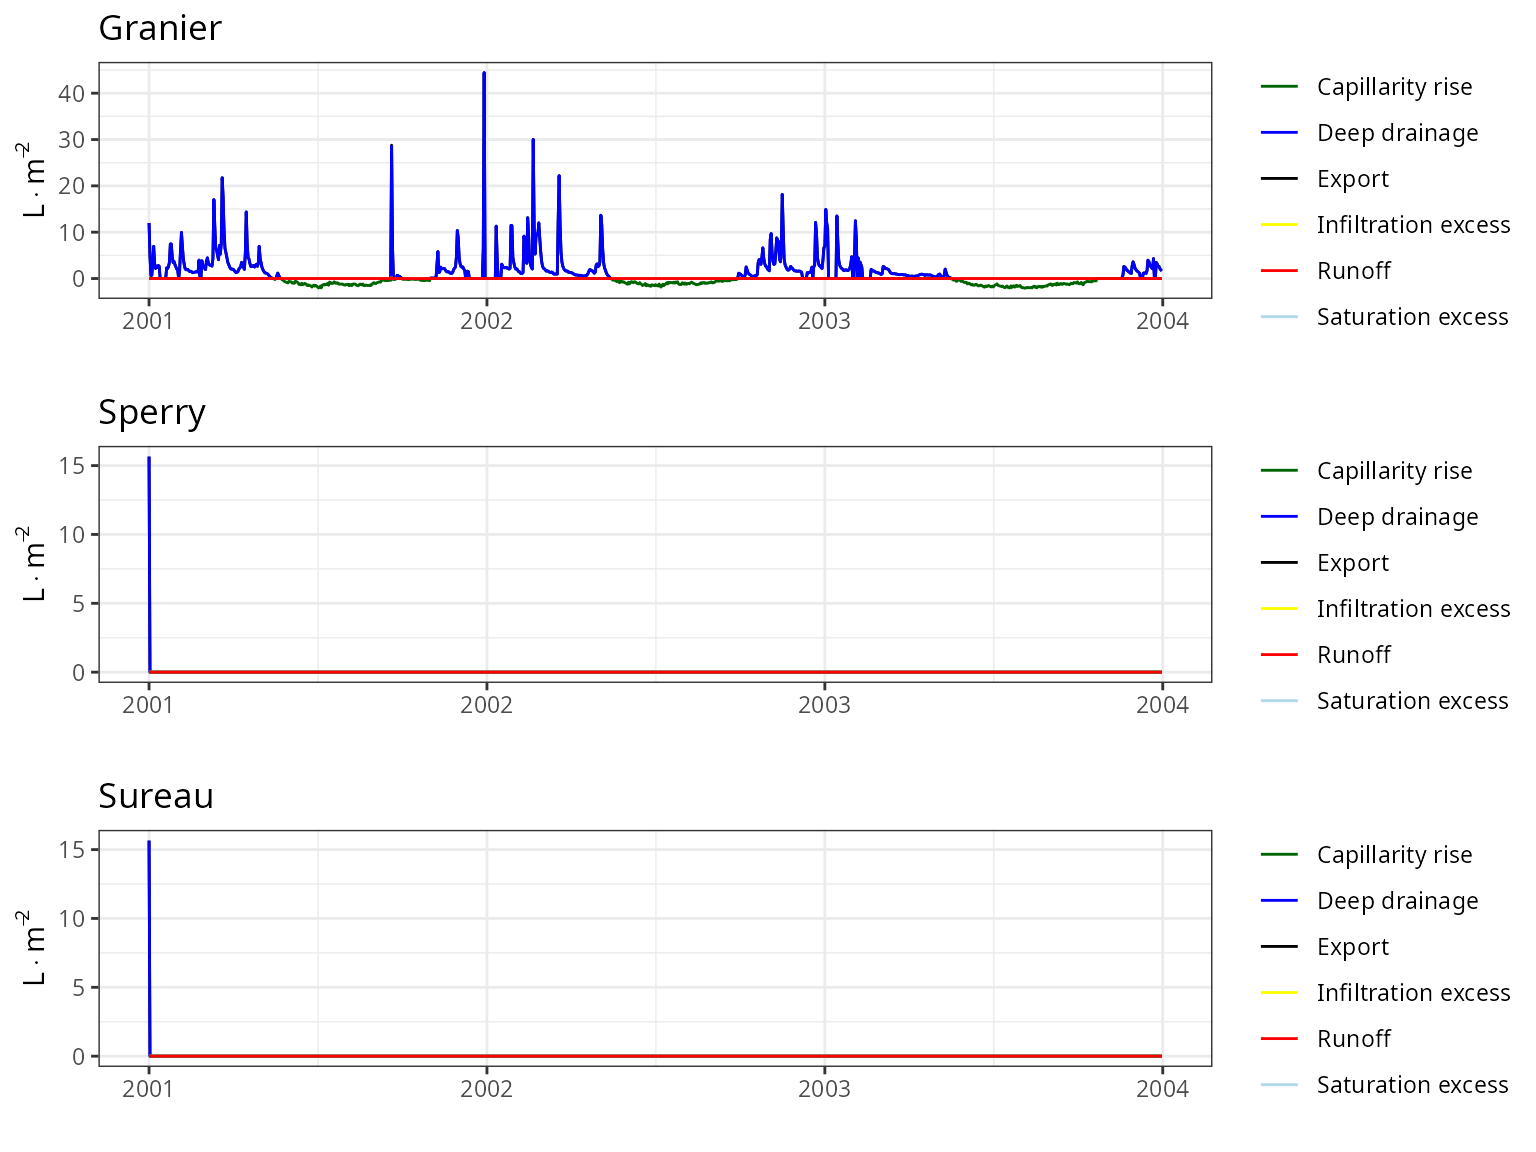 Granier
L · m⁻²
40
30
20
10
0
2001 2002 2003 2004
Capillarity rise
Deep drainage
Export
Infiltration excess
Runoff
Saturation excess
Sperry
L · m⁻²
15
10
5
0
2001 2002 2003 2004
Capillarity rise
Deep drainage
Export
Infiltration excess
Runoff
Saturation excess
Sureau
L · m⁻²
15
10
5
0
2001 2002 2003 2004
Capillarity rise
Deep drainage
Export
Infiltration excess
Runoff
Saturation excess